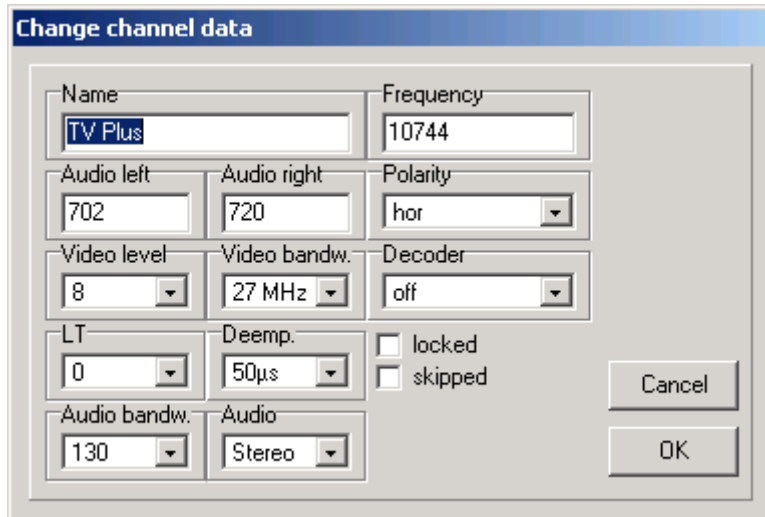 Change channel data
Name
Frequency
TV Plus
10744
Audio left
Audio right
Polarity
702
720
hor
Video level
Video bandw.
Decoder
8
27 MHz
off
LT
Deemp.
locked
0
50µs
skipped
Cancel
Audio bandw.
Audio
130
Stereo
OK